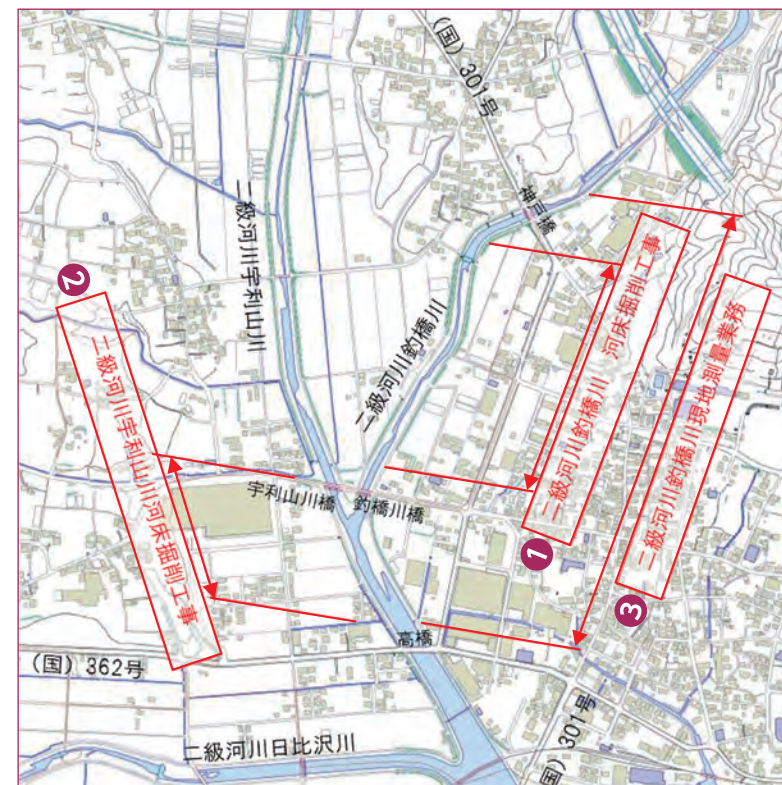 (国) 301号
神戸橋
二級河川宇利山川
二級河川釣橋川
❶
二級河川釣橋川 河床掘削工事
❷
二級河川宇利山川河床掘削工事
❸
二級河川釣橋川現地測量業務
宇利山川橋
釣橋川橋
高橋
(国) 362号
二級河川日比沢川
(国) 301号